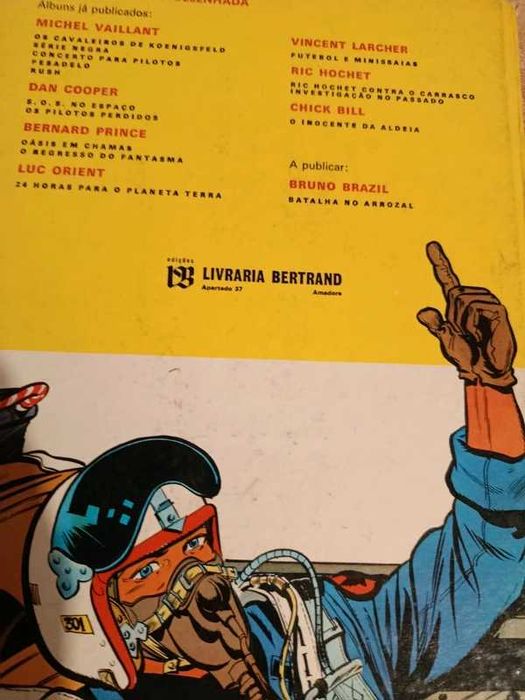 DESENHADA
Álbuns já publicados:
MICHEL VAILLANT
OS CAVALEIROS DE KOENIGSFELD
SÉRIE NEGRA
CONCERTO PARA PILOTOS
PESADELO
RUSH
DAN COOPER
S.O.S. NO ESPAÇO
OS PILOTOS PERDIDOS
BERNARD PRINCE
OÁSIS EM CHAMAS
O REGRESSO DO FANTASMA
LUC ORIENT
24 HORAS PARA O PLANETA TERRA
VINCENT LARCHER
FUTEBOL E MINISSAIAS
RIC HOCHET
RIC HOCHET CONTRA O CARRASCO
INVESTIGAÇÃO NO PASSADO
CHICK BILL
O INOCENTE DA ALDEIA
A publicar:
BRUNO BRAZIL
BATALHA NO ARROZAL
edições
LIVRARIA BERTRAND
Apartado 37 Amadora
301